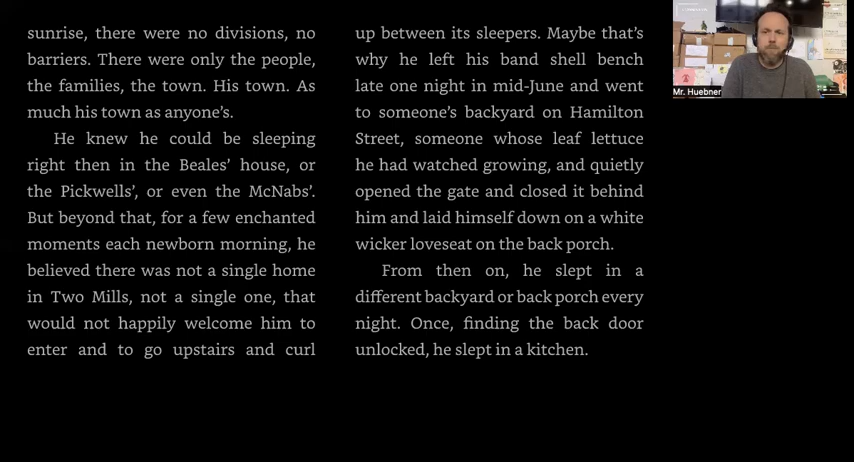 sunrise, there were no divisions, no
barriers. There were only the people,
the families, the town. His town. As
much his town as anyone’s.
He knew he could be sleeping
right then in the Beales’ house, or
the Pickwells’, or even the McNabs’.
But beyond that, for a few enchanted
moments each newborn morning, he
believed there was not a single home
in Two Mills, not a single one, that
would not happily welcome him to
enter and to go upstairs and curl
up between its sleepers. Maybe that’s
why he left his band shell bench
late one night in mid-June and went
to someone’s backyard on Hamilton
Street, someone whose leaf lettuce
he had watched growing, and quietly
opened the gate and closed it behind
him and laid himself down on a white
wicker loveseat on the back porch.
From then on, he slept in a
different backyard or back porch every
night. Once, finding the back door
unlocked, he slept in a kitchen.
Mr. Huebner